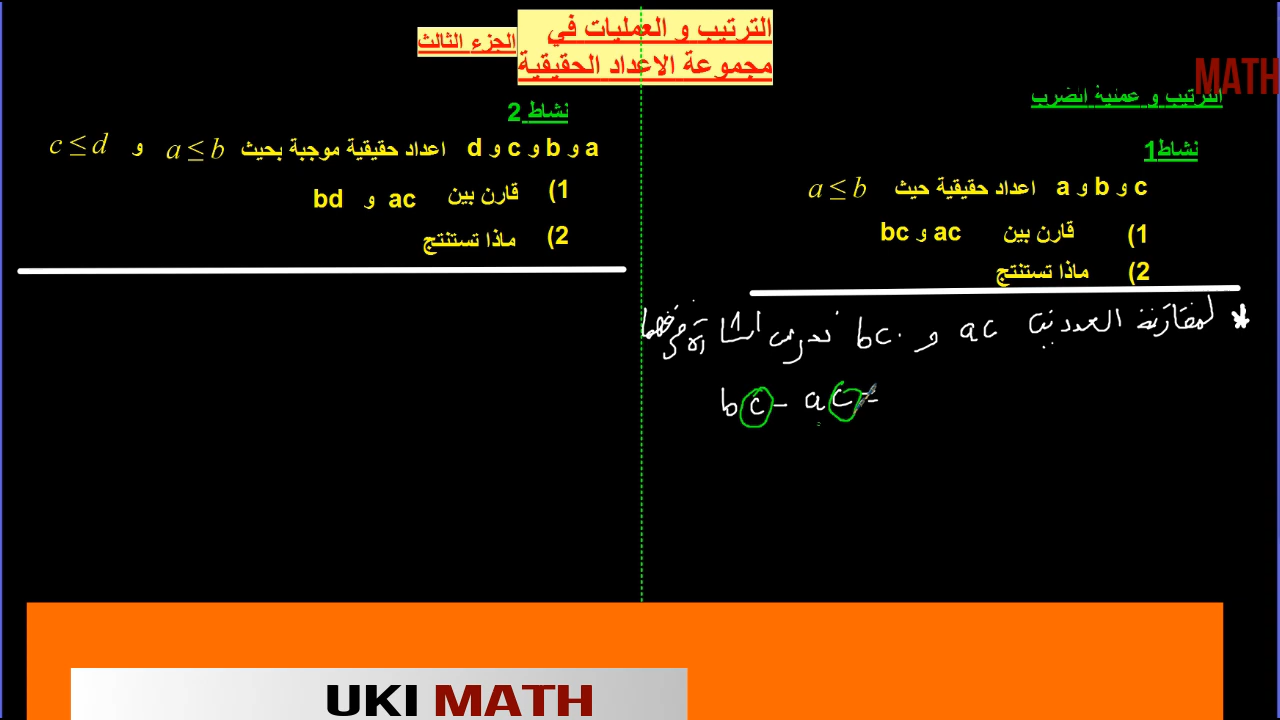 الترتيب و العمليات في
مجموعة الاعداد الحقيقية
الجزء الثالث
MATH
الترتيب و عملية الضرب
نشاط1
c و b و a اعداد حقيقية حيث a ≤ b
1) قارن بين ac و bc
2) ماذا تستنتج
* لمقارنة العددين ac و bc ندرس
bc - ac =
نشاط 2
a و b و c و d اعداد حقيقية موجبة بحيث a ≤ b و c ≤ d
1) قارن بين ac و bd
2) ماذا تستنتج
UKI MATH